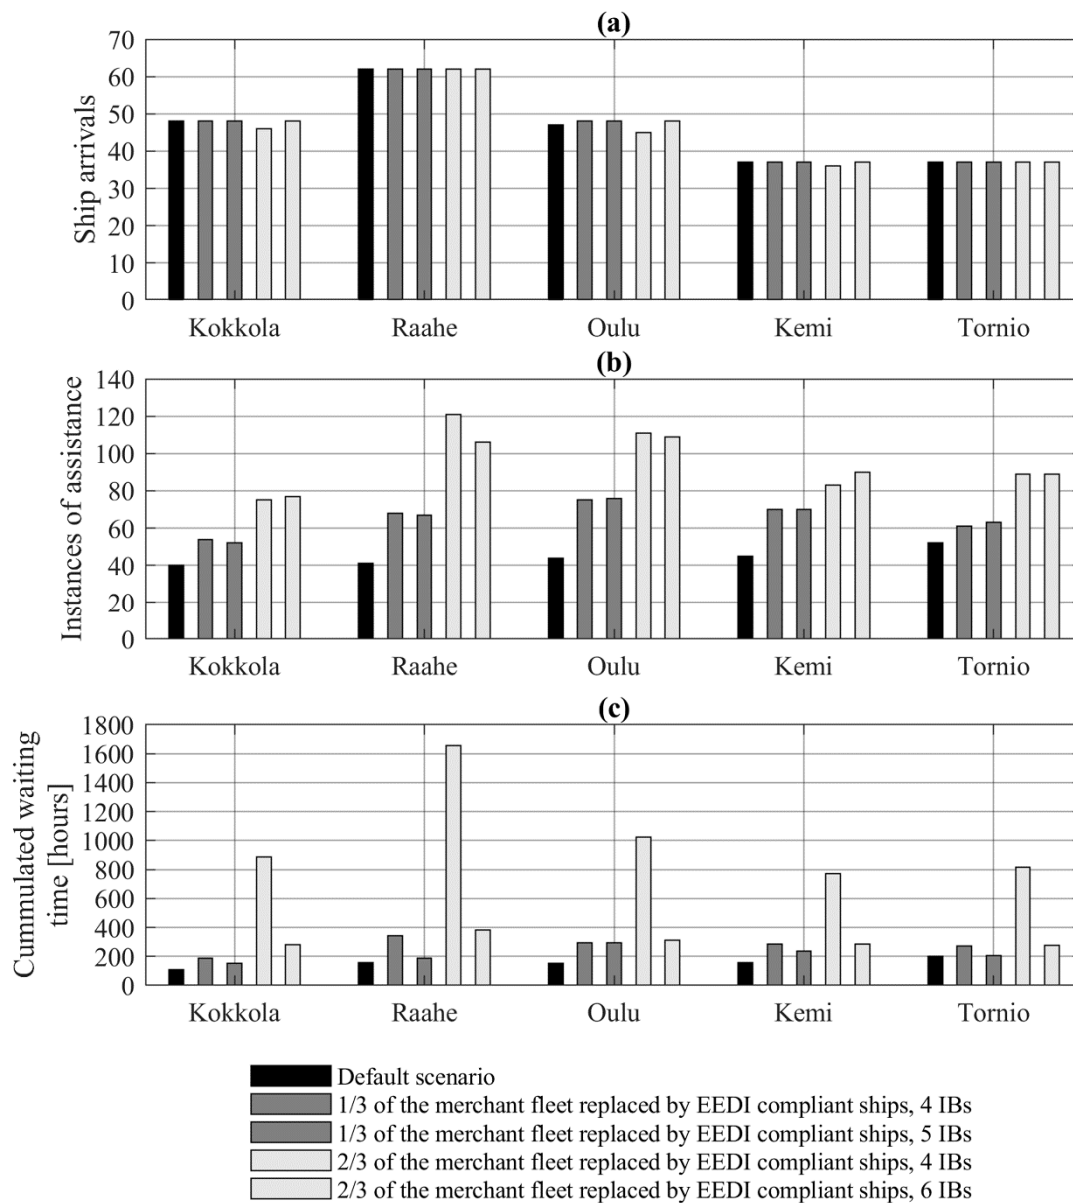 (a)
70
60
50
40
30
20
10
0
Ship arrivals
Kokkola Raahe Oulu Kemi Tornio
(b)
140
120
100
80
60
40
20
0
Instances of assistance
Kokkola Raahe Oulu Kemi Tornio
(c)
1800
1600
1400
1200
1000
800
600
400
200
0
Cummulated waiting
time [hours]
Kokkola Raahe Oulu Kemi Tornio
Default scenario
1/3 of the merchant fleet replaced by EEDI compliant ships, 4 IBs
1/3 of the merchant fleet replaced by EEDI compliant ships, 5 IBs
2/3 of the merchant fleet replaced by EEDI compliant ships, 4 IBs
2/3 of the merchant fleet replaced by EEDI compliant ships, 6 IBs